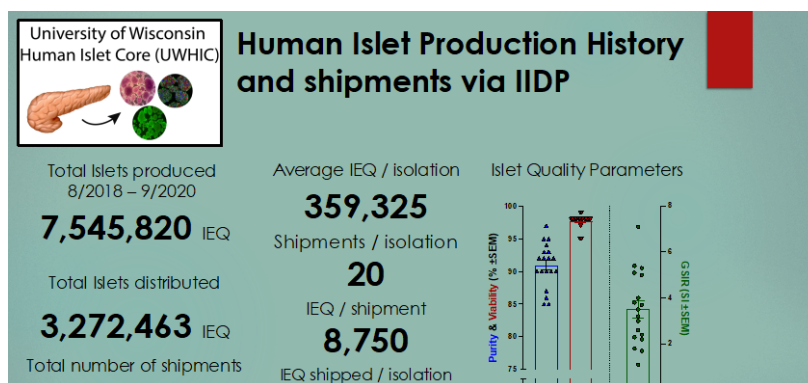 University of Wisconsin
Human Islet Core (UWHIC)
Human Islet Production History
and shipments via IIDP
Total Islets produced
8/2018 – 9/2020
7,545,820 IEQ
Total Islets distributed
3,272,463 IEQ
Total number of shipments
Average IEQ / isolation
359,325
Shipments / isolation
20
IEQ / shipment
8,750
IEQ shipped / isolation
Islet Quality Parameters
Purity & Viability (% ±SEM)
100
95
90
85
80
75
8
6
4
2
GSIR (SI ± SEM)